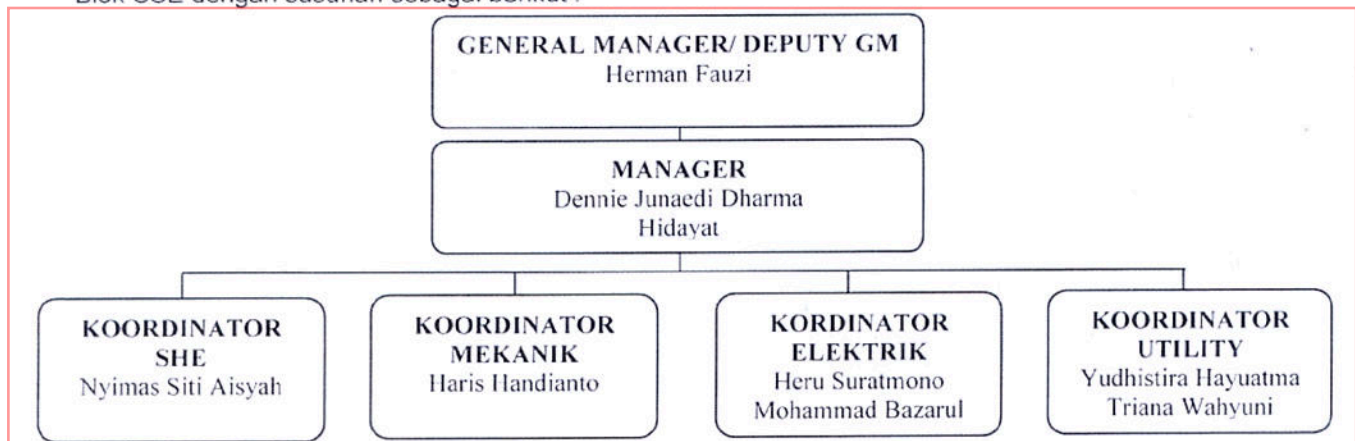 GENERAL MANAGER/ DEPUTY GM
Herman Fauzi
MANAGER
Dennie Junaedi Dharma
Hidayat
KOORDINATOR
SHE
Nyimas Siti Aisyah
KOORDINATOR
MEKANIK
Haris Handianto
KORDINATOR
ELEKTRIK
Heru Suratmono
Mohammad Bazarul
KOORDINATOR
UTILITY
Yudhistira Hayuatma
Triana Wahyuni